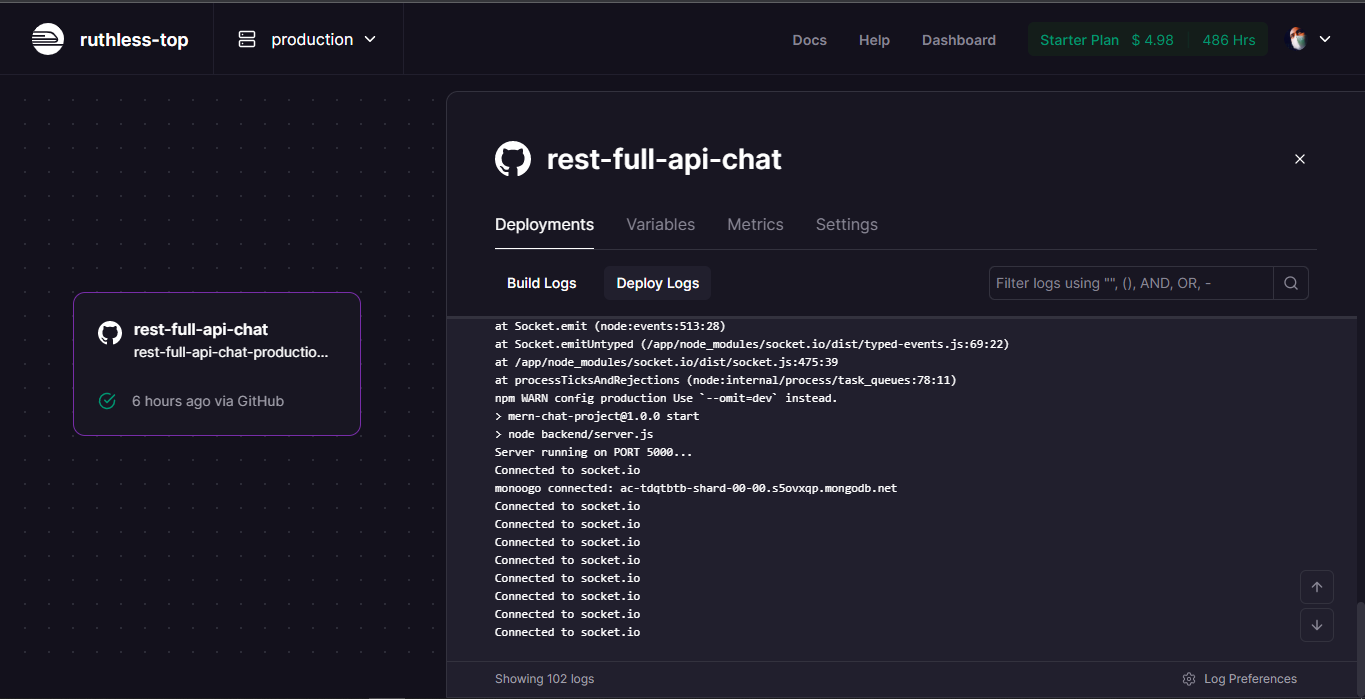 ruthless-top
production
Docs
Help
Dashboard
Starter Plan $ 4.98 486 Hrs
rest-full-api-chat
rest-full-api-chat-productio...
6 hours ago via GitHub
rest-full-api-chat
Deployments
Variables
Metrics
Settings
Build Logs
Deploy Logs
Filter logs using "", (), AND, OR, -
at Socket.emit (node:events:513:28)
at Socket.emitUntyped (/app/node_modules/socket.io/dist/typed-events.js:69:22)
at /app/node_modules/socket.io/dist/socket.js:475:39
at processTicksAndRejections (node:internal/process/task_queues:78:11)
npm WARN config production Use `--omit=dev` instead.
> mern-chat-project@1.0.0 start
> node backend/server.js
Server running on PORT 5000...
Connected to socket.io
monoogo connected: ac-tdqtbtb-shard-00-00.s5ovxqp.mongodb.net
Connected to socket.io
Connected to socket.io
Connected to socket.io
Connected to socket.io
Connected to socket.io
Connected to socket.io
Connected to socket.io
Connected to socket.io
Showing 102 logs
Log Preferences